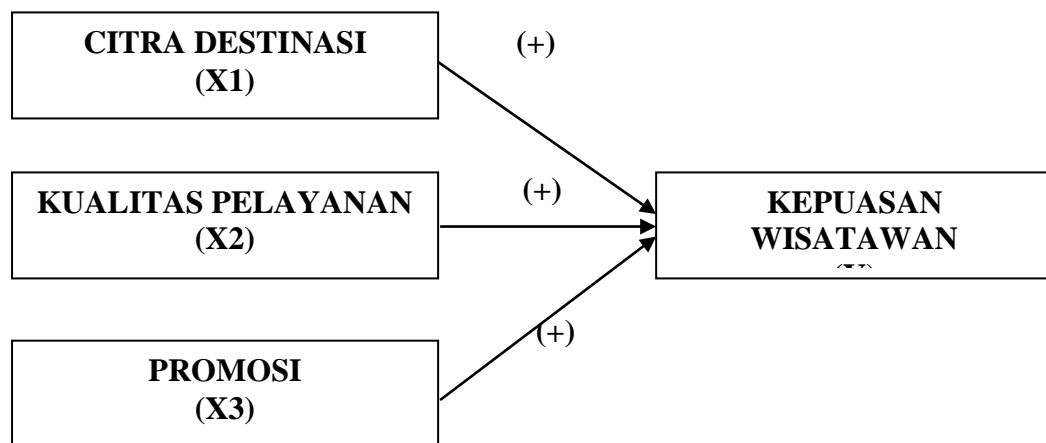 CITRA DESTINASI
(X1)
(+)
KUALITAS PELAYANAN
(X2)
(+)
KEPUASAN
WISATAWAN
PROMOSI
(X3)
(+)